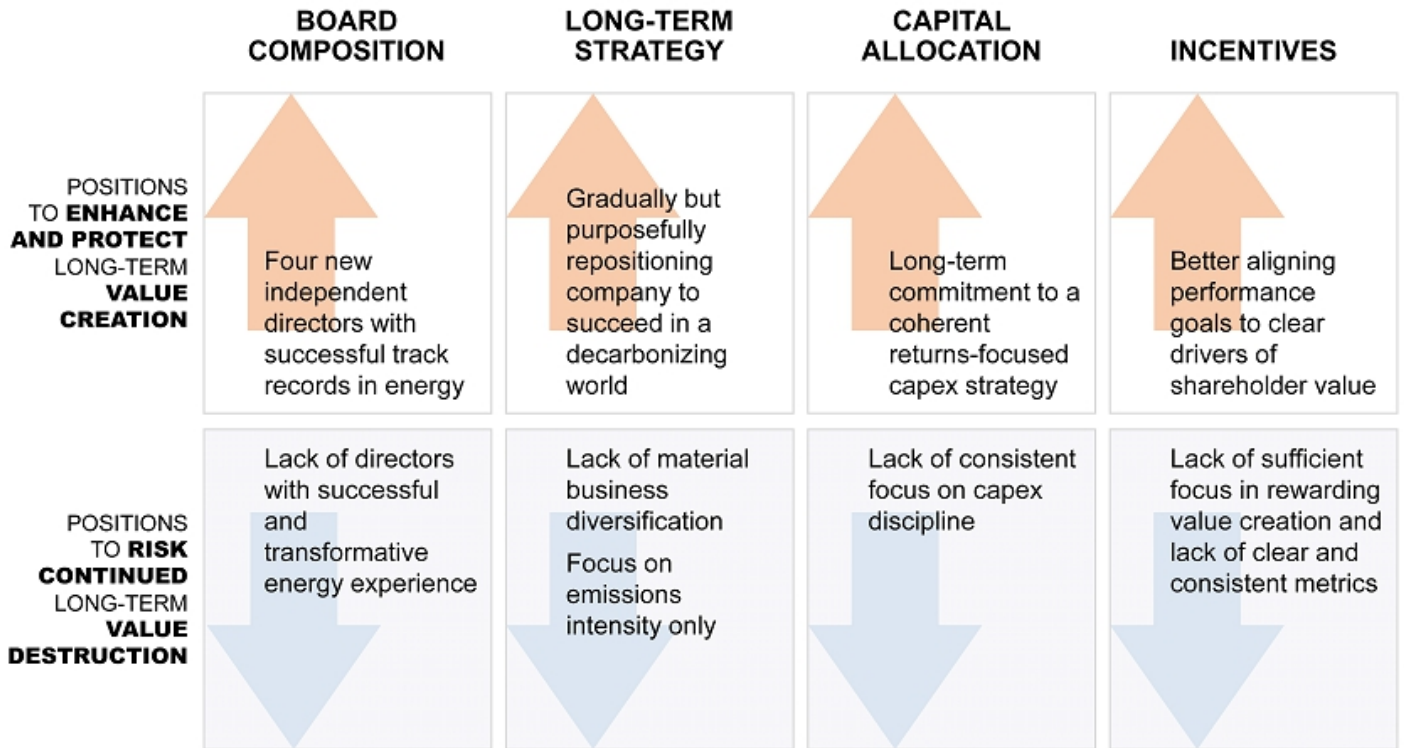 BOARD
COMPOSITION
LONG-TERM
STRATEGY
CAPITAL
ALLOCATION
INCENTIVES
POSITIONS
TO ENHANCE
AND PROTECT
LONG-TERM
VALUE
CREATION
Four new
independent
directors with
successful track
records in energy
Gradually but
purposefully
repositioning
company to
succeed in a
decarbonizing
world
Long-term
commitment to a
coherent
returns-focused
capex strategy
Better aligning
performance
goals to clear
drivers of
shareholder value
POSITIONS
TO RISK
CONTINUED
LONG-TERM
VALUE
DESTRUCTION
Lack of directors
with successful
and
transformative
energy experience
Lack of material
business
diversification
Focus on
emissions
intensity only
Lack of consistent
focus on capex
discipline
Lack of sufficient
focus in rewarding
value creation and
lack of clear and
consistent metrics